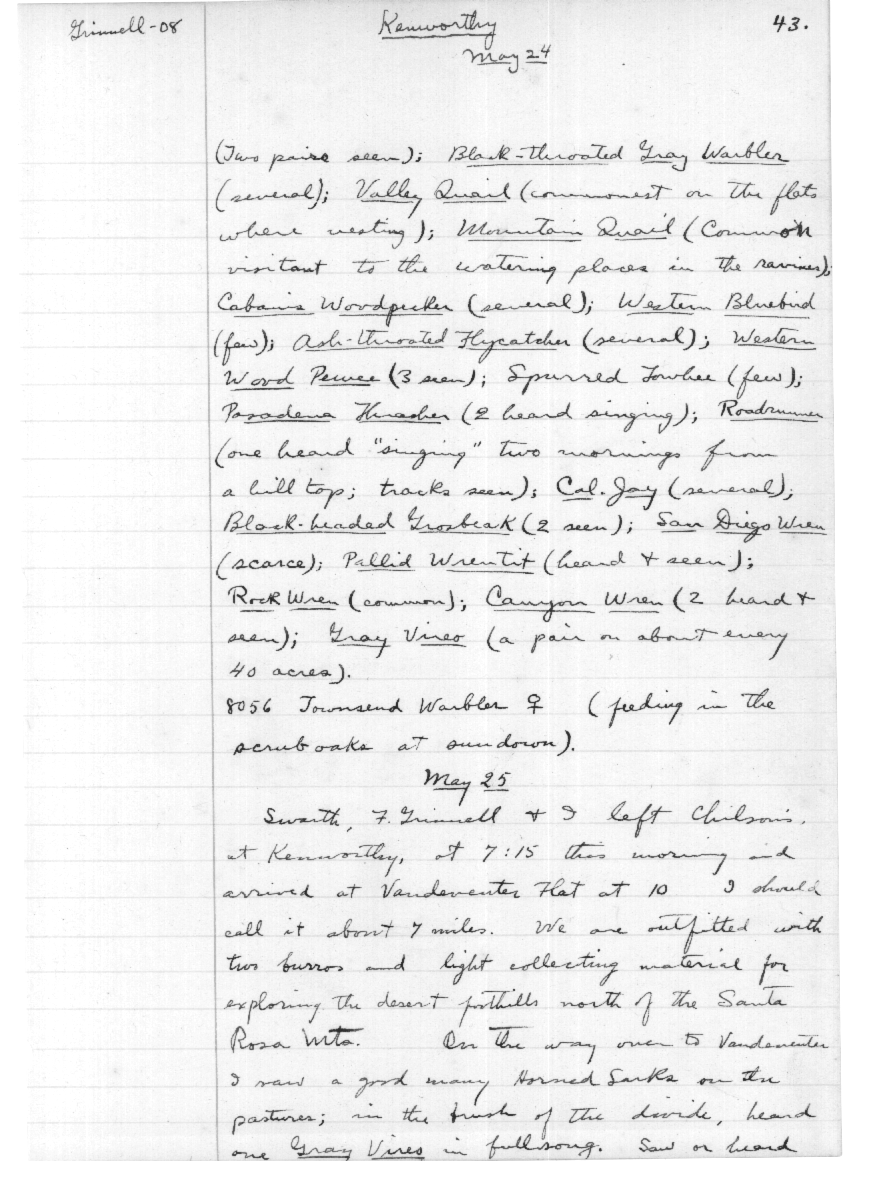 Grinnell-08
Kenworthy
43.
May 24
(Two pairs seen); Black-throated Gray Warbler
(several); Valley Quail (commonest on the flats
where nesting); Mountain Quail (Common
visitant to the watering places in the ravines);
Cabanis Woodpecker (several); Western Bluebird
(few); Ash-throated Flycatcher (several); Western
Wood Pewee (3 seen); Spurred Towhee (few);
Pasadena Thrasher (2 heard singing); Roadrunner
(one heard "singing" two mornings from
a hill top; tracks seen); Cal. Jay (several);
Black-headed Grosbeak (2 seen); San Diego Wren
(scarce); Pallid Wrentit (heard + seen);
Rock Wren (common); Canyon Wren (2 heard +
seen); Gray Vireo (a pair on about every
40 acres).
8056 Townsend Warbler ♀ (feeding in the
scrub oaks at sundown).
May 25
Swarth, F. Grinnell + I left Chilson's,
at Kenworthy, at 7:15 this morning and
arrived at Vandeventer Flat at 10 I should
call it about 7 miles. We are outfitted with
two burros and light collecting material for
exploring the desert foothills north of the Santa
Rosa Mts. On the way over to Vandeventer
I saw a good many Horned Larks on the
pastures; in the brush of the divide, heard
one Gray Vireo in full song. Saw or heard